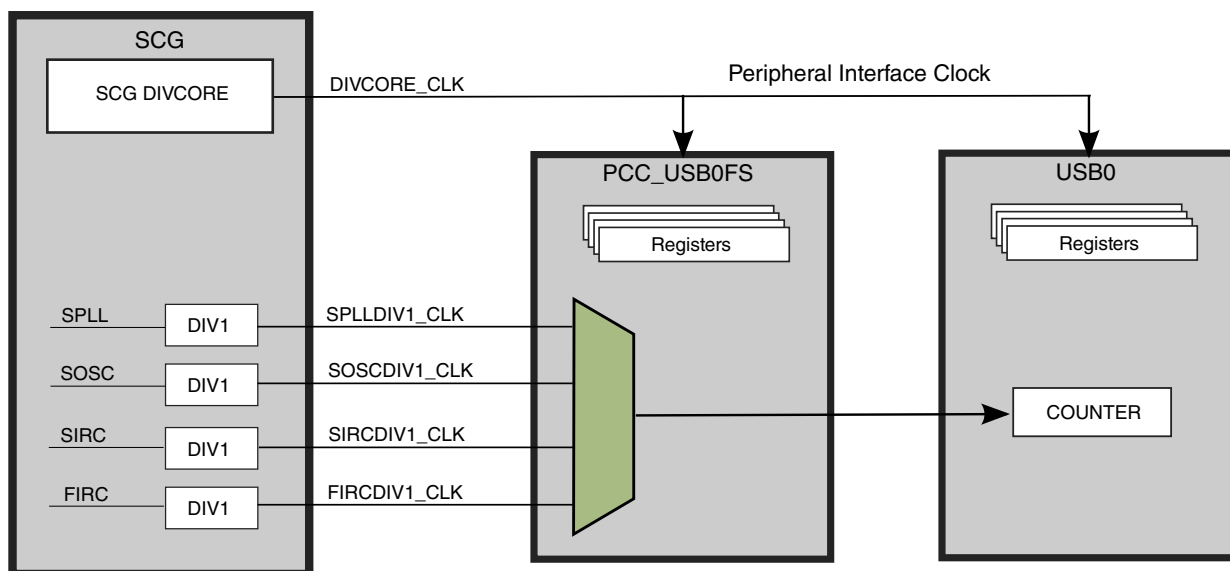 SCG
SCG DIVCORE
DIVCORE_CLK
Peripheral Interface Clock
PCC_USB0FS
Registers
USB0
Registers
SPLL
DIV1
SPLLDIV1_CLK
SOSC
DIV1
SOSCDIV1_CLK
SIRC
DIV1
SIRCDIV1_CLK
FIRC
DIV1
FIRCDIV1_CLK
COUNTER